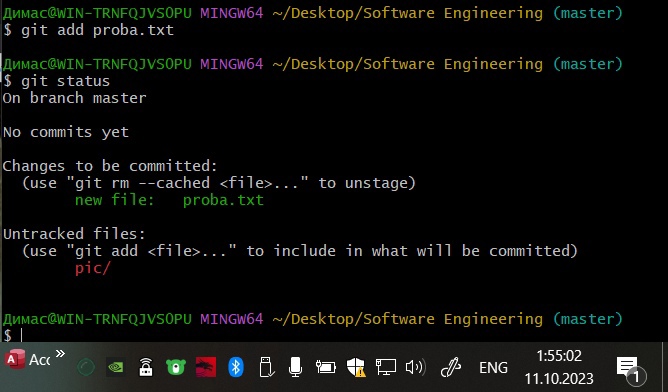 Димас@WIN-TRNFQJVSOPU MINGW64 ~/Desktop/Software Engineering (master)
$ git add proba.txt
Димас@WIN-TRNFQJVSOPU MINGW64 ~/Desktop/Software Engineering (master)
$ git status
On branch master
No commits yet
Changes to be committed:
(use "git rm --cached <file>..." to unstage)
new file: proba.txt
Untracked files:
(use "git add <file>..." to include in what will be committed)
pic/
Димас@WIN-TRNFQJVSOPU MINGW64 ~/Desktop/Software Engineering (master)
$
Acc »
ENG
1:55:02
11.10.2023
1